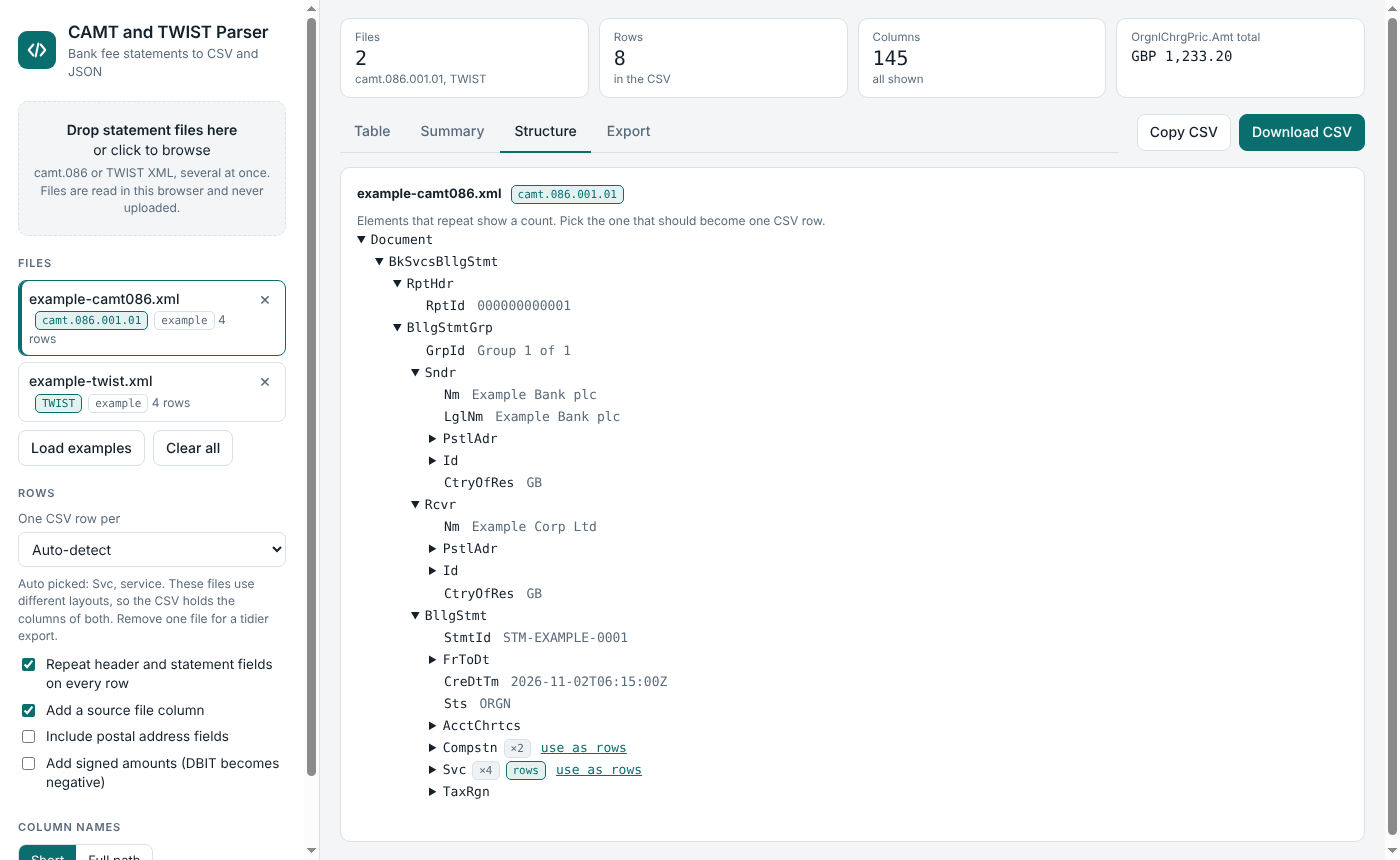 CAMT and TWIST Parser
Bank fee statements to CSV and
JSON
Drop statement files here
or click to browse
camt.086 or TWIST XML, several at once.
Files are read in this browser and never
uploaded.
FILES
example-camt086.xml ×
camt.086.001.01 example 4
rows
example-twist.xml ×
TWIST example 4 rows
Load examples Clear all
ROWS
One CSV row per
Auto-detect
Auto picked: Svc, service. These files use
different layouts, so the CSV holds the
columns of both. Remove one file for a tidier
export.
Repeat header and statement fields
on every row
Add a source file column
Include postal address fields
Add signed amounts (DBIT becomes
negative)
COLUMN NAMES
Short Full path
Files
2
camt.086.001.01, TWIST
Rows
8
in the CSV
Columns
145
all shown
OrgnlChrgPric.Amt total
GBP 1,233.20
Table Summary Structure Export
Copy CSV Download CSV
example-camt086.xml camt.086.001.01
Elements that repeat show a count. Pick the one that should become one CSV row.
Document
BkSvcsBllgStmt
RptHdr
RptId 000000000001
BllgStmtGrp
GrpId Group 1 of 1
Sndr
Nm Example Bank plc
LglNm Example Bank plc
PstlAdr
Id
CtryOfRes GB
Rcvr
Nm Example Corp Ltd
PstlAdr
Id
CtryOfRes GB
BllgStmt
StmtId STM-EXAMPLE-0001
FrToDt
CreDtTm 2026-11-02T06:15:00Z
Sts ORGN
AcctChrtcs
Compstn ×2 use as rows
Svc ×4 rows use as rows
TaxRgn